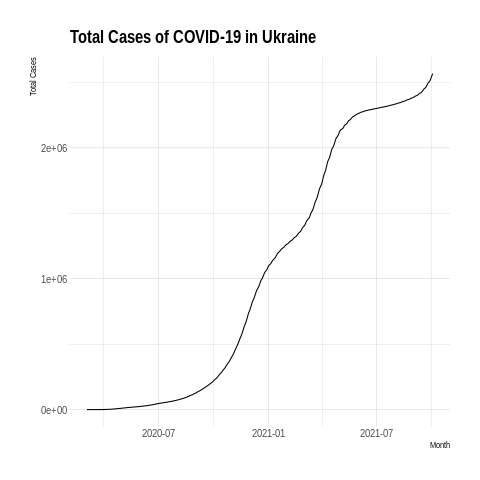 Total Cases of COVID-19 in Ukraine
Total Cases
2e+06
1e+06
0e+00
2020-07 2021-01 2021-07
Month